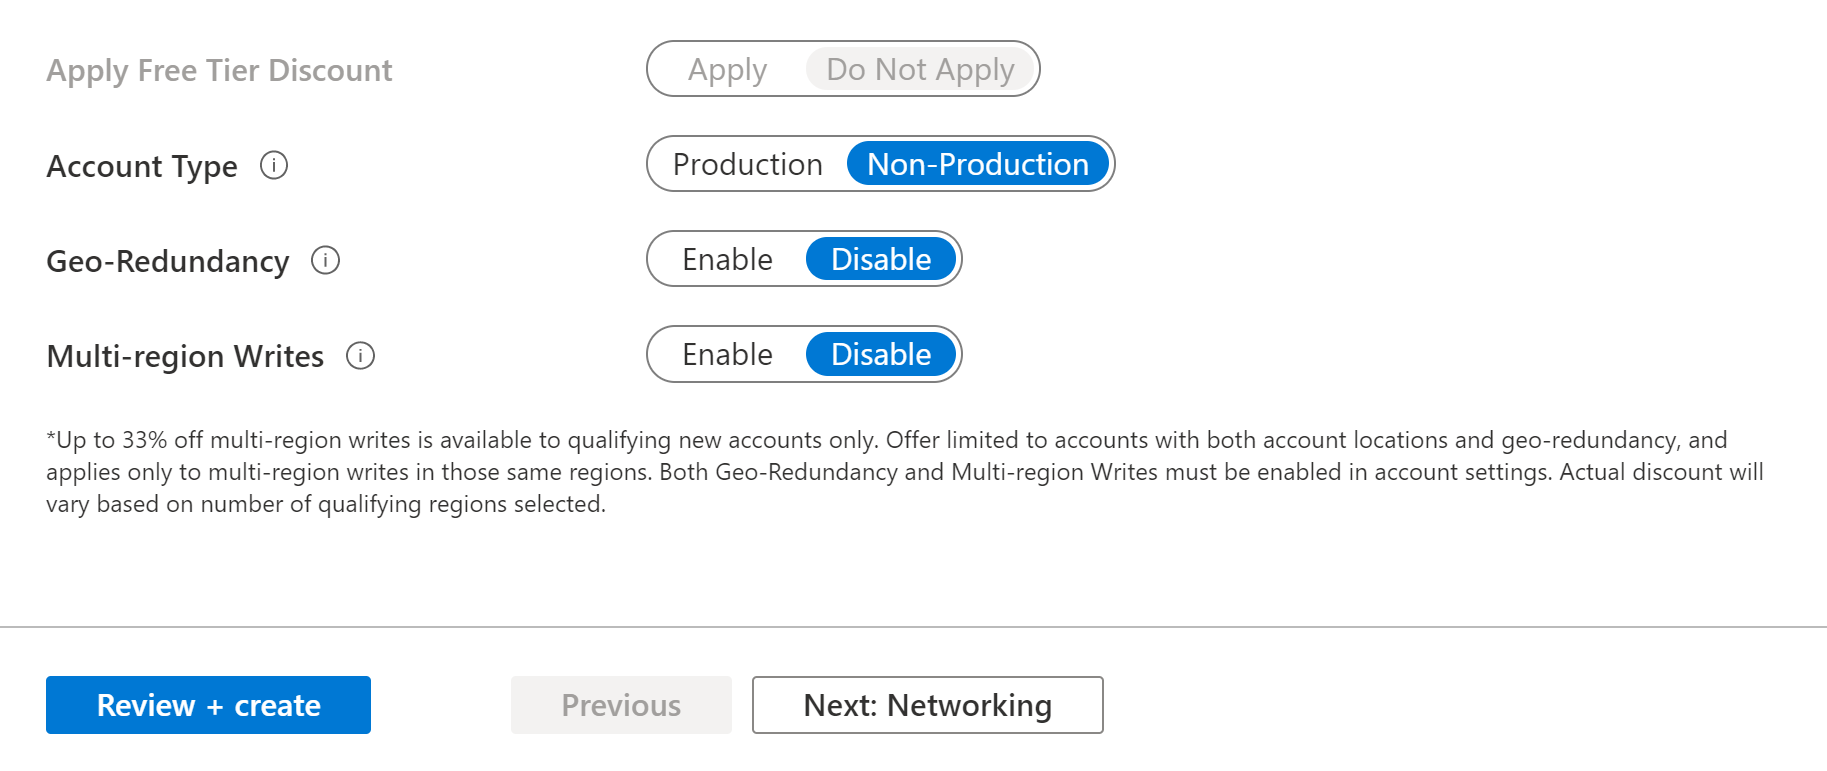 Apply Free Tier Discount Apply Do Not Apply
Account Type Production Non-Production
Geo-Redundancy Enable Disable
Multi-region Writes Enable Disable
*Up to 33% off multi-region writes is available to qualifying new accounts only. Offer limited to accounts with both account locations and geo-redundancy, and
applies only to multi-region writes in those same regions. Both Geo-Redundancy and Multi-region Writes must be enabled in account settings. Actual discount will
vary based on number of qualifying regions selected.
Review + create Previous Next: Networking